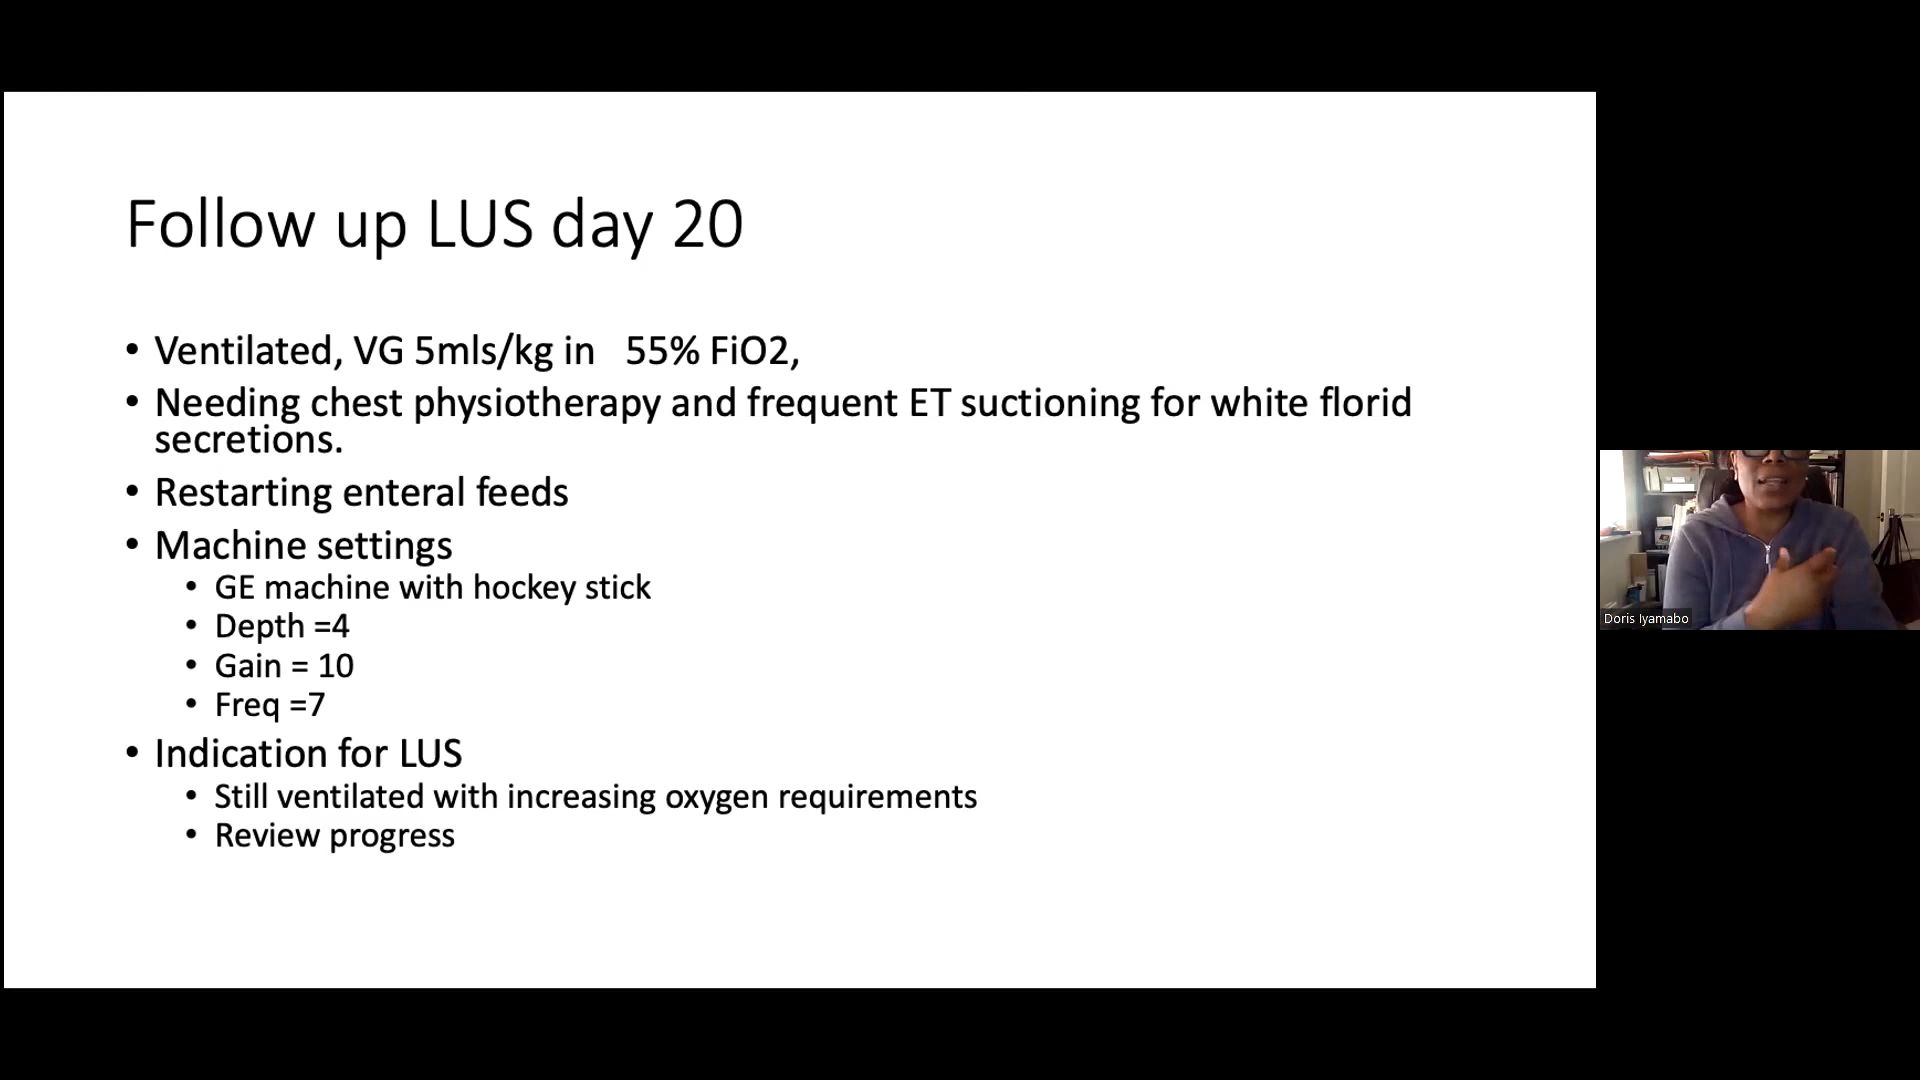 Follow up LUS day 20
• Ventilated, VG 5mls/kg in   55% FiO2,
• Needing chest physiotherapy and frequent ET suctioning for white florid
secretions.
• Restarting enteral feeds
• Machine settings
• GE machine with hockey stick
• Depth =4
• Gain = 10
• Freq =7
• Indication for LUS
• Still ventilated with increasing oxygen requirements
• Review progress
Doris Iyamabo